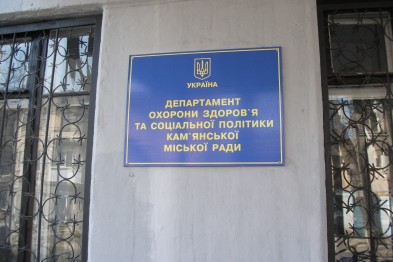 УКРАЇНА
ДЕПАРТАМЕНТ
ОХОРОНИ ЗДОРОВ'Я
ТА СОЦІАЛЬНОЇ ПОЛІТИКИ
КАМ'ЯНСЬКОЇ
МІСЬКОЇ РАДИ